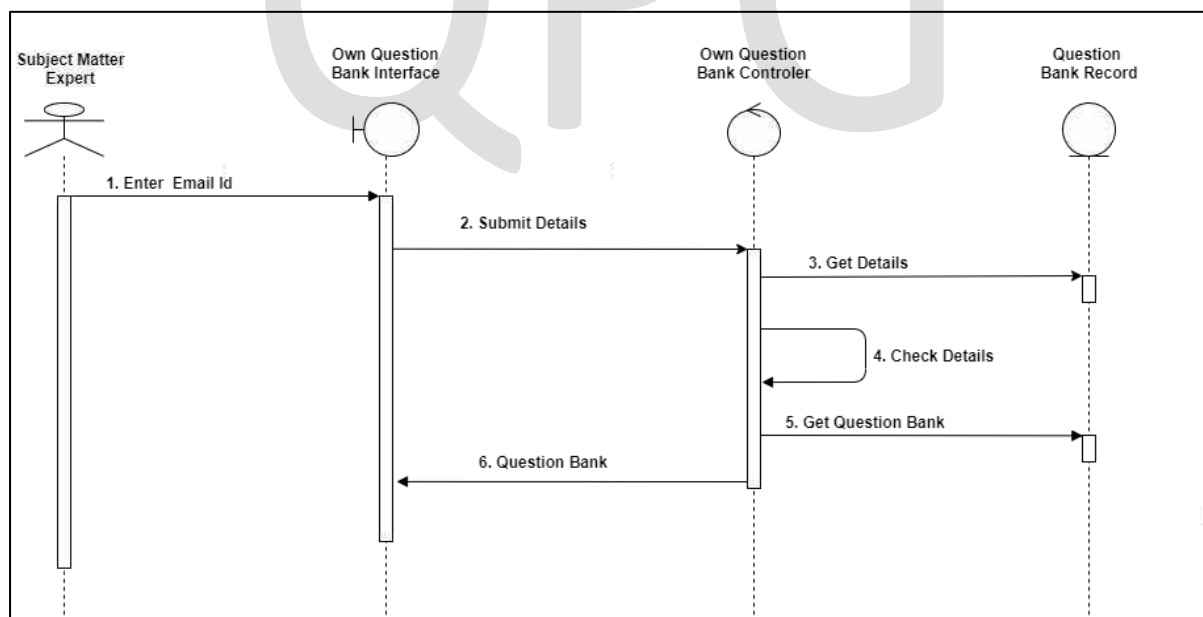 QPG
Subject Matter
Expert
Own Question
Bank Interface
Own Question
Bank Controler
Question
Bank Record
1. Enter Email Id
2. Submit Details
3. Get Details
4. Check Details
5. Get Question Bank
6. Question Bank